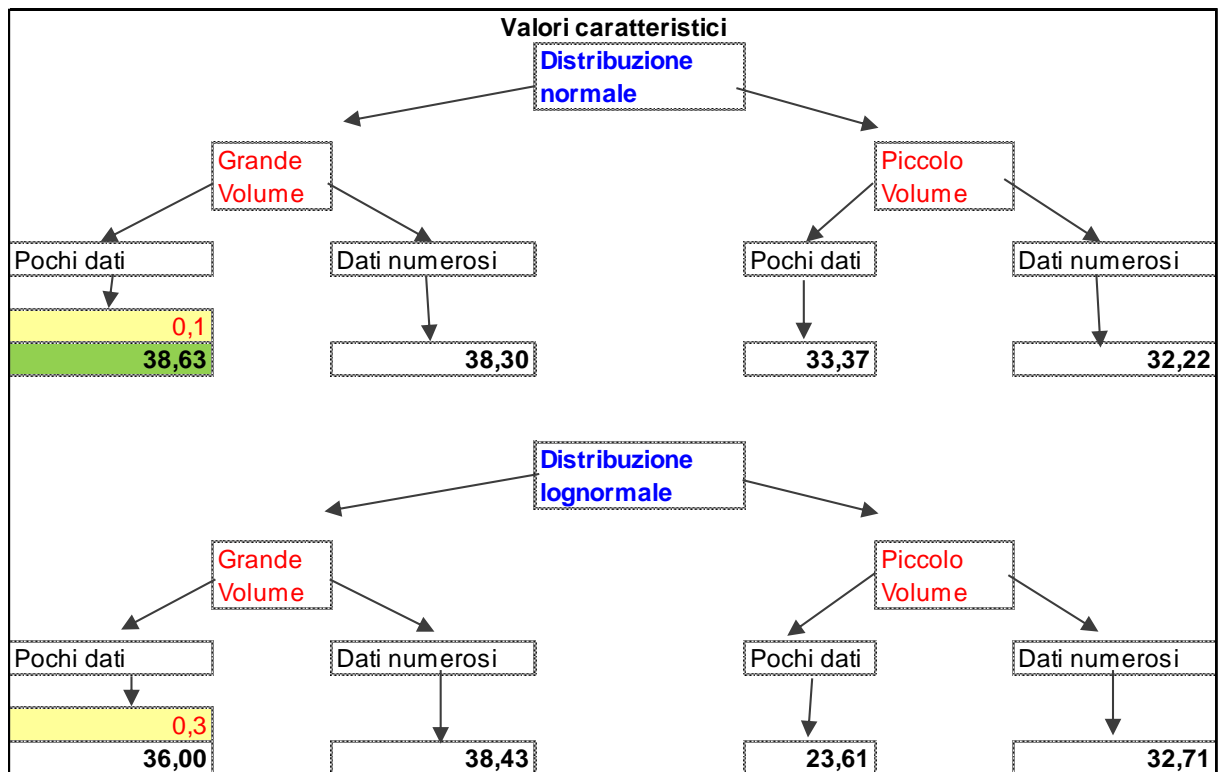 Valori caratteristici
Distribuzione
normale
Grande
Volume
Piccolo
Volume
Pochi dati
Dati numerosi
Pochi dati
Dati numerosi
0,1
38,63
38,30
33,37
32,22
Distribuzione
lognormale
Grande
Volume
Piccolo
Volume
Pochi dati
Dati numerosi
Pochi dati
Dati numerosi
0,3
36,00
38,43
23,61
32,71